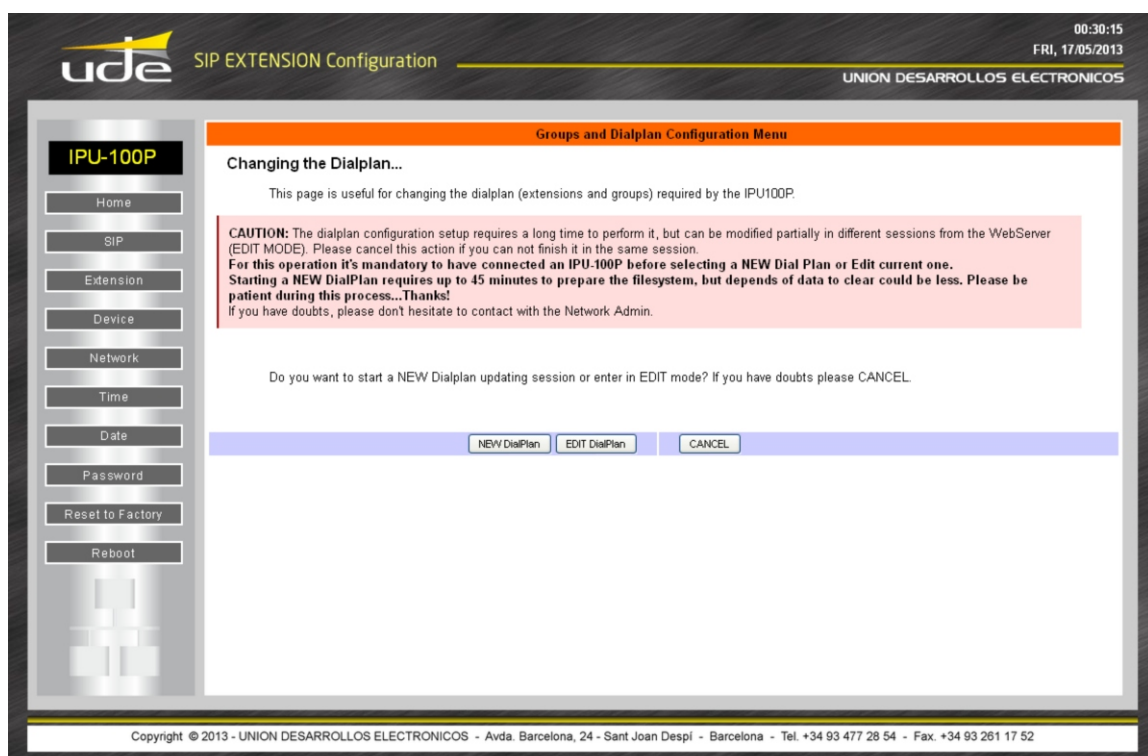 00:30:15
FRI, 17/05/2013
ude
SIP EXTENSION Configuration
UNION DESARROLLOS ELECTRONICOS
IPU-100P
Home
SIP
Extension
Device
Network
Time
Date
Password
Reset to Factory
Reboot
Groups and Dialplan Configuration Menu
Changing the Dialplan...
This page is useful for changing the dialplan (extensions and groups) required by the IPU100P.
CAUTION: The dialplan configuration setup requires a long time to perform it, but can be modified partially in different sessions from the WebServer
(EDIT MODE). Please cancel this action if you can not finish it in the same session.
For this operation it's mandatory to have connected an IPU-100P before selecting a NEW Dial Plan or Edit current one.
Starting a NEW DialPlan requires up to 45 minutes to prepare the filesystem, but depends of data to clear could be less. Please be
patient during this process...Thanks!
If you have doubts, please don't hesitate to contact with the Network Admin.
Do you want to start a NEW Dialplan updating session or enter in EDIT mode? If you have doubts please CANCEL.
NEW DialPlan EDIT DialPlan CANCEL
Copyright © 2013 - UNION DESARROLLOS ELECTRONICOS - Avda. Barcelona, 24 - Sant Joan Despí - Barcelona - Tel. +34 93 477 28 54 - Fax. +34 93 261 17 52